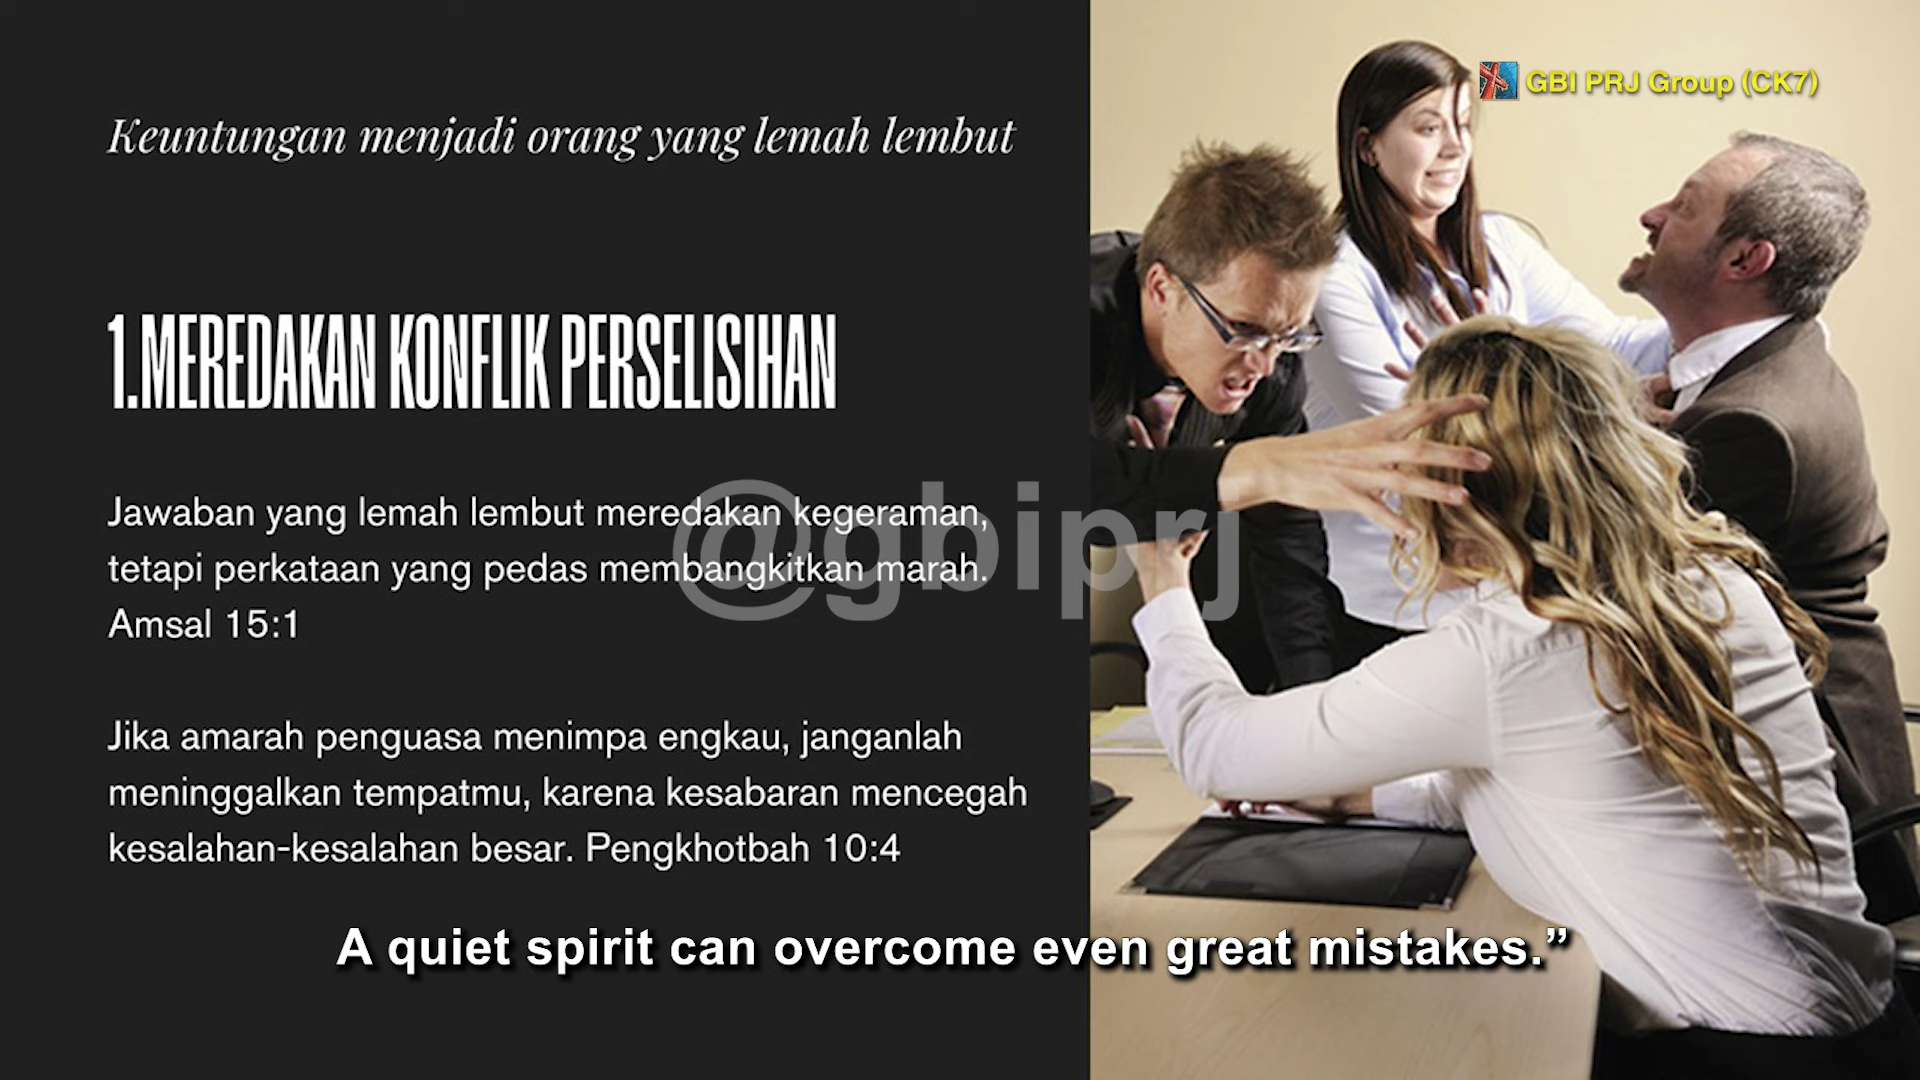 GBI PRJ Group (CK7)
Keuntungan menjadi orang yang lemah lembut
1.MEREDAKAN KONFLIK PERSELISIHAN
Jawaban yang lemah lembut meredakan kegeraman,
tetapi perkataan yang pedas membangkitkan marah.
Amsal 15:1
@gbiprj
Jika amarah penguasa menimpa engkau, janganlah
meninggalkan tempatmu, karena kesabaran mencegah
kesalahan-kesalahan besar. Pengkhotbah 10:4
A quiet spirit can overcome even great mistakes.”